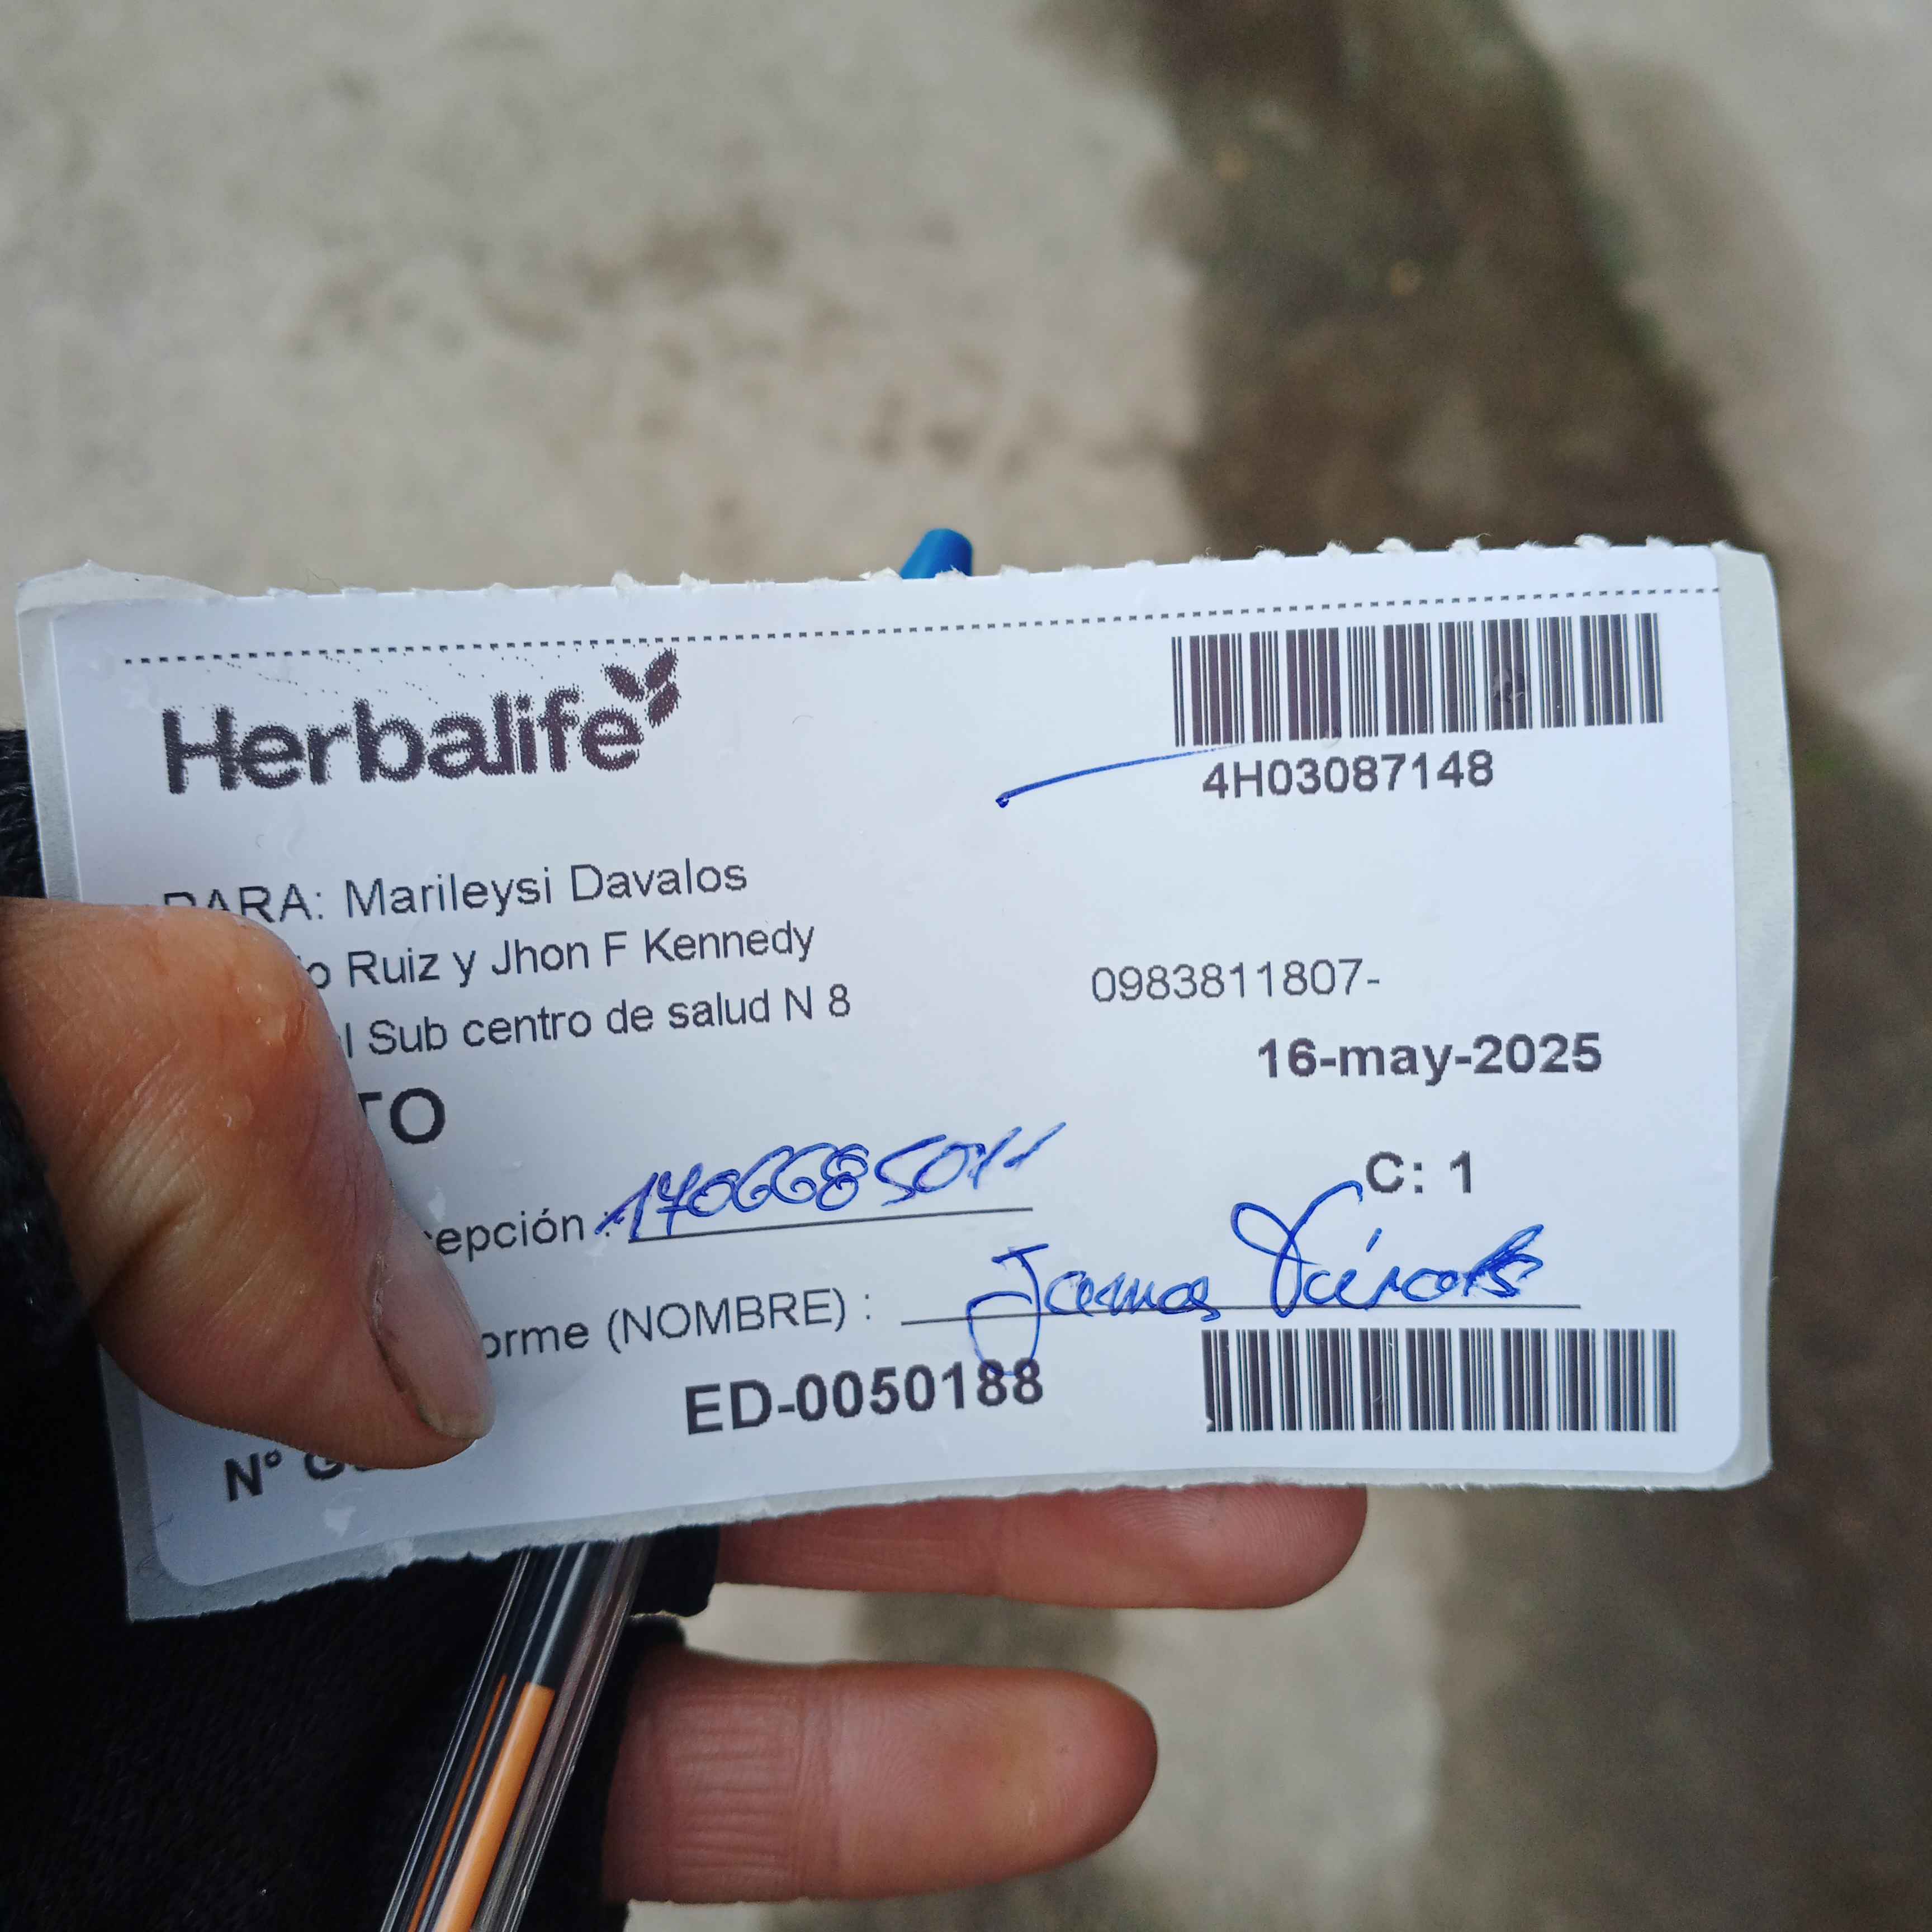 Herbalife
4H03087148
PARA: Marileysi Davalos
Ruiz y Jhon F Kennedy
0983811807-
Sub centro de salud N 8
16-may-2025
TO
C: 1
epción :
orme (NOMBRE) :
ED-0050188
N°